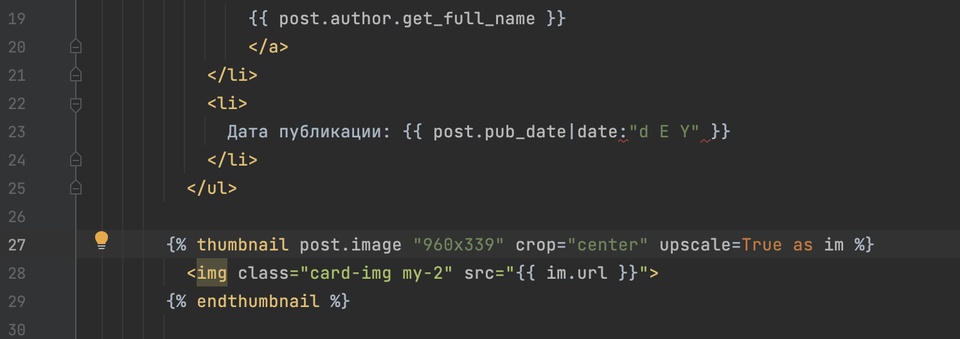 19 {{ post.author.get_full_name }}
20 </a>
21 </li>
22 <li>
23 Дата публикации: {{ post.pub_date|date:"d E Y" }}
24 </li>
25 </ul>
26
27 {% thumbnail post.image "960x339" crop="center" upscale=True as im %}
28 <img class="card-img my-2" src="{{ im.url }}">
29 {% endthumbnail %}
30